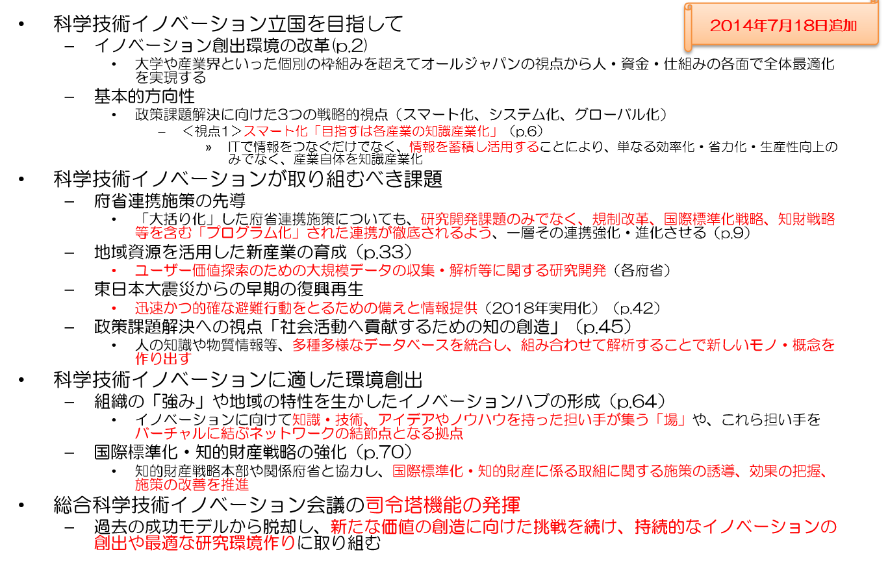 • 科学技術イノベーション立国を目指して
2014年7月18日追加
– イノベーション創出環境の改革(p.2)
• 大学や産業界といった個別の枠組みを超えてオールジャパンの視点から人・資金・仕組みの各面で全体最適化
を実現する
– 基本的方向性
• 政策課題解決に向けた3つの戦略的視点（スマート化、システム化、グローバル化）
– ＜視点1＞スマート化「目指すは各産業の知識産業化」（p.6）
» ITで情報をつなぐだけでなく、情報を蓄積し活用することにより、単なる効率化・省力化・生産性向上の
みでなく、産業自体を知識産業化
• 科学技術イノベーションが取り組むべき課題
– 府省連携施策の先導
• 「大括り化」した府省連携施策についても、研究開発課題のみでなく、規制改革、国際標準化戦略、知財戦略
等を含む「プログラム化」された連携が徹底されるよう、一層その連携強化・進化させる（p.9）
– 地域資源を活用した新産業の育成（p.33）
• ユーザー価値探索のための大規模データの収集・解析等に関する研究開発（各府省）
– 東日本大震災からの早期の復興再生
• 迅速かつ的確な避難行動をとるための備えと情報提供（2018年実用化）（p.42）
– 政策課題解決への視点「社会活動へ貢献するための知の創造」（p.45）
• 人の知識や物質情報等、多種多様なデータベースを統合し、組み合わせて解析することで新しいモノ・概念を
作り出す
• 科学技術イノベーションに適した環境創出
– 組織の「強み」や地域の特性を生かしたイノベーションハブの形成（p.64）
• イノベーションに向けて知識・技術、アイデアやノウハウを持った担い手が集う「場」や、これら担い手を
バーチャルに結ぶネットワークの結節点となる拠点
– 国際標準化・知的財産戦略の強化（p.70）
• 知的財産戦略本部や関係府省と協力し、国際標準化・知的財産に係る取組に関する施策の誘導、効果の把握、
施策の改善を推進
• 総合科学技術イノベーション会議の司令塔機能の発揮
– 過去の成功モデルから脱却し、新たな価値の創造に向けた挑戦を続け、持続的なイノベーションの
創出や最適な研究環境作りに取り組む